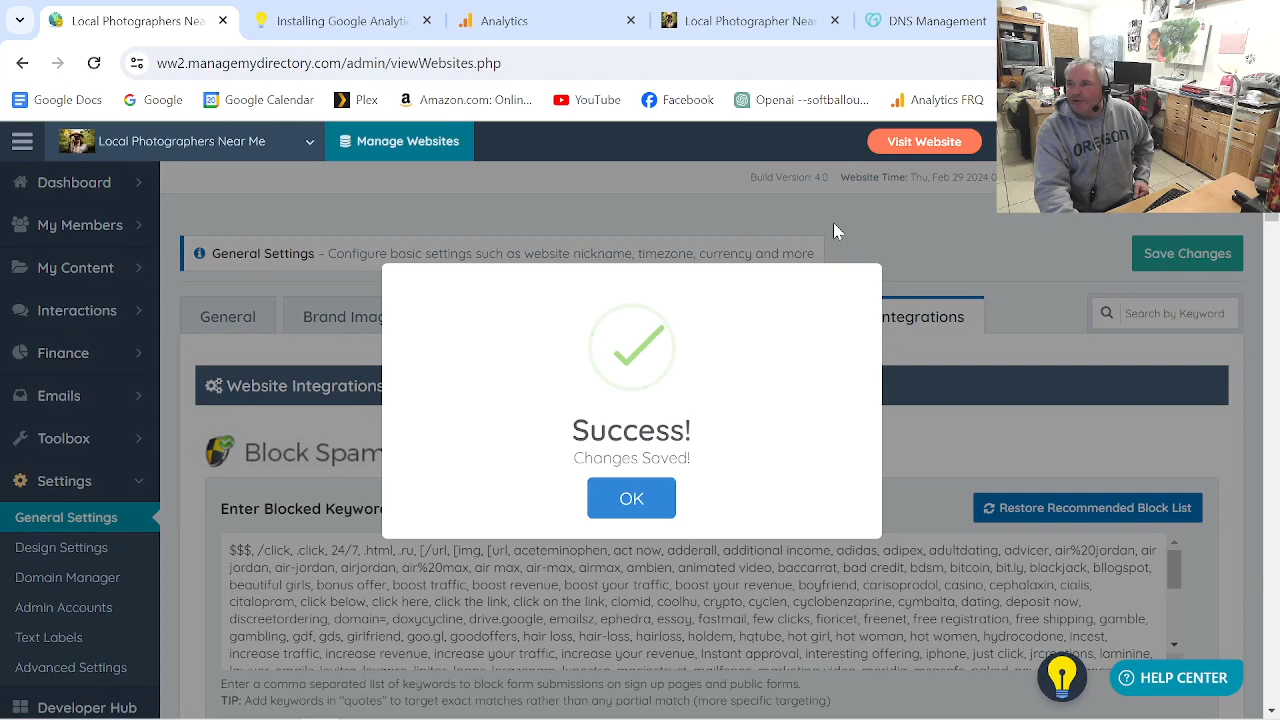 Local Photographers Near
Installing Google Analytic
Analytics
Local Photographer Near
DNS Management
ww2.managemydirectory.com/admin/viewWebsites.php
Google Docs
Google
Google Calendar
Plex
Amazon.com: Onlin...
YouTube
Facebook
Openai --softballou...
Analytics FRQ
Local Photographers Near Me
Manage Websites
Visit Website
OREGON
Build Version: 4.0 Website Time: Thu, Feb 29 2024 0
Dashboard
My Members
My Content
Interactions
Finance
Emails
Toolbox
Settings
General Settings
Design Settings
Domain Manager
Admin Accounts
Text Labels
Advanced Settings
Developer Hub
General Settings – Configure basic settings such as website nickname, timezone, currency and more
Save Changes
General
Brand Imag
ntegrations
Search by Keyword
Website Integrations
Block Spam
Success!
Changes Saved!
OK
Enter Blocked Keywor
Restore Recommended Block List
$$$, /click, .click, 24/7, .html, .ru, [/url, [img, [url, aceteminophen, act now, adderall, additional income, adidas, adipex, adultdating, advicer, air%20jordan, air
jordan, air-jordan, airjordan, air%20max, air max, air-max, airmax, ambien, animated video, baccarrat, bad credit, bdsm, bitcoin, bit.ly, blackjack, bllogspot,
beautiful girls, bonus offer, boost traffic, boost revenue, boost your traffic, boost your revenue, boyfriend, carisoprodol, casino, cephalaxin, cialis,
citalopram, click below, click here, click the link, click on the link, clomid, coolhu, crypto, cyclen, cyclobenzaprine, cymbalta, dating, deposit now,
discreetordering, domain=, doxycycline, drive.google, emailsz, ephedra, essay, fastmail, few clicks, fioricet, freenet, free registration, free shipping, gamble,
gambling, gdf, gds, girlfriend, goo.gl, goodoffers, hair loss, hair-loss, hairloss, holdem, hqtube, hot girl, hot woman, hot women, hydrocodone, incest,
increase traffic, increase revenue, increase your traffic, increase your revenue, Instant approval, interesting offering, iphone, just click, jrcreations, laminine,
Enter a comma separated list of keywords to block form submissions on sign up pages and public forms.
TIP: Add keywords in "quotes" to target exact matches rather than any partial match (more specific targeting)
HELP CENTER